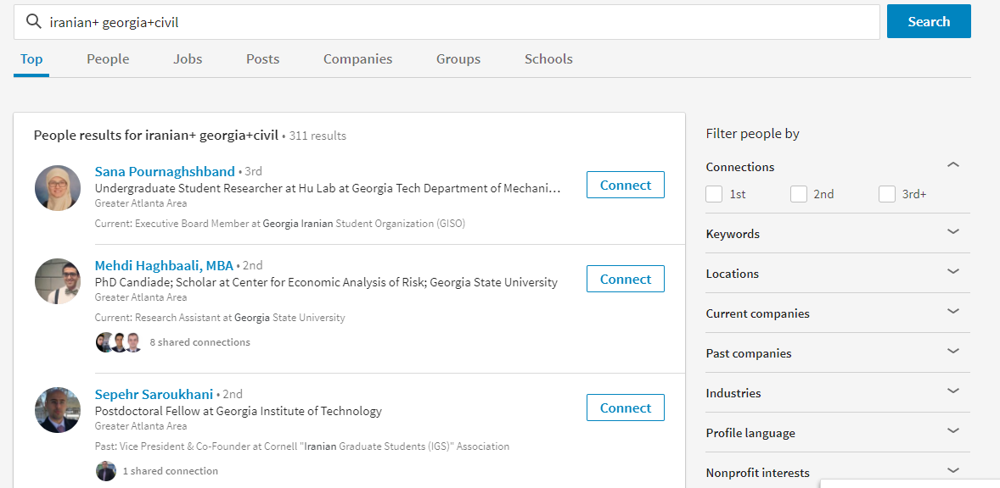 iranian+ georgia+civil
Search
Top People Jobs Posts Companies Groups Schools
People results for iranian+ georgia+civil • 311 results
Sana Pournaghshband • 3rd
Undergraduate Student Researcher at Hu Lab at Georgia Tech Department of Mechani...
Greater Atlanta Area
Current: Executive Board Member at Georgia Iranian Student Organization (GISO)
Connect
Mehdi Haghbaali, MBA • 2nd
PhD Candiade; Scholar at Center for Economic Analysis of Risk; Georgia State University
Greater Atlanta Area
Current: Research Assistant at Georgia State University
8 shared connections
Connect
Sepehr Saroukhani • 2nd
Postdoctoral Fellow at Georgia Institute of Technology
Greater Atlanta Area
Past: Vice President & Co-Founder at Cornell "Iranian Graduate Students (IGS)" Association
1 shared connection
Connect
Filter people by
Connections
1st 2nd 3rd+
Keywords
Locations
Current companies
Past companies
Industries
Profile language
Nonprofit interests